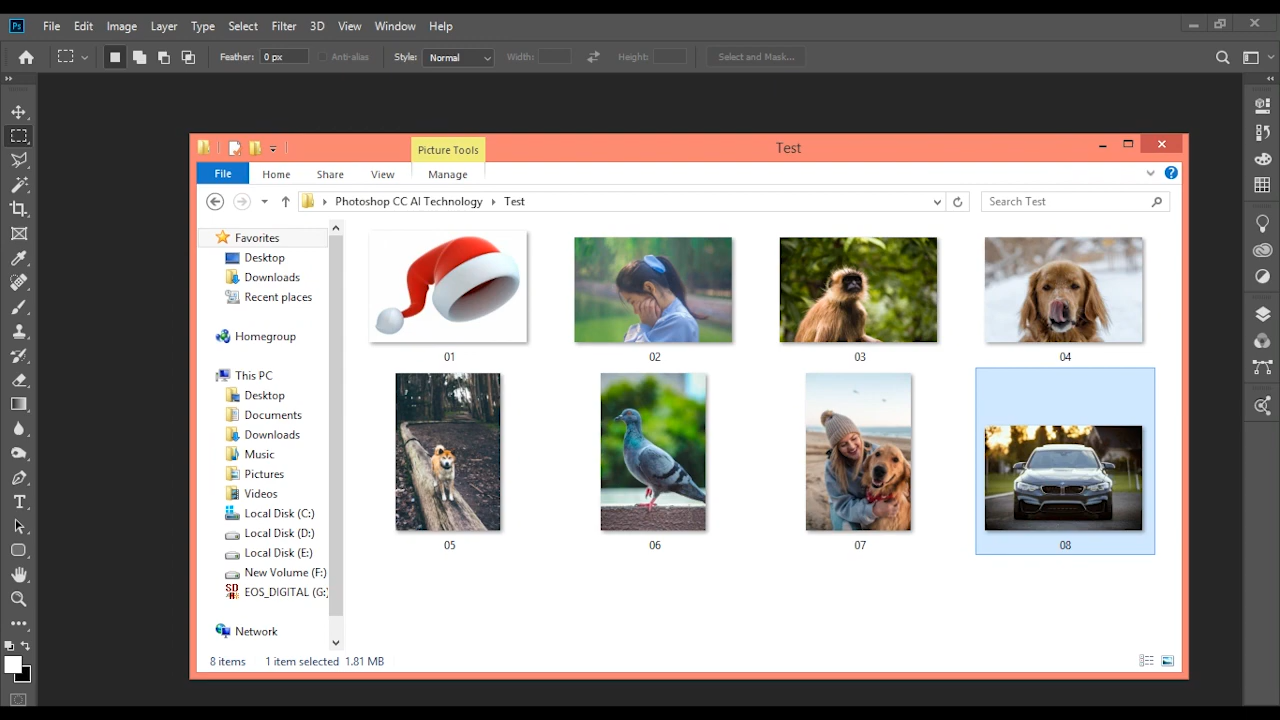 Ps File Edit Image Layer Type Select Filter 3D View Window Help
Feather: 0 px Anti-alias Style: Normal Width: Height: Select and Mask...
Picture Tools Test
File Home Share View Manage
Photoshop CC AI Technology Test Search Test
Favorites
Desktop
Downloads
Recent places
Homegroup
This PC
Desktop
Documents
Downloads
Music
Pictures
Videos
Local Disk (C:)
Local Disk (D:)
Local Disk (E:)
New Volume (F:)
EOS_DIGITAL (G:)
Network
01 02 03 04
05 06 07 08
8 items 1 item selected 1.81 MB